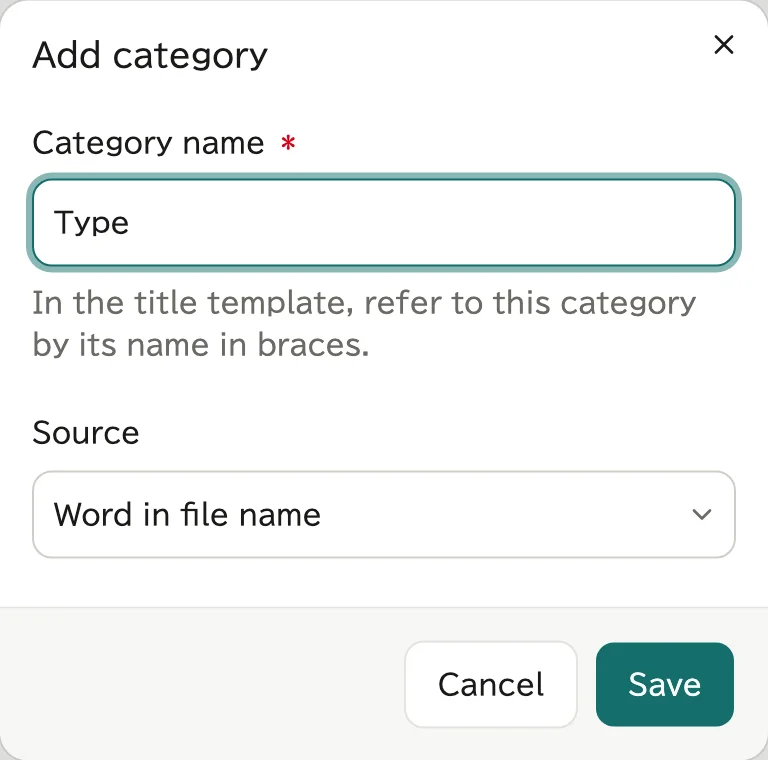 Add category
Category name *
Type
In the title template, refer to this category
by its name in braces.
Source
Word in file name
Cancel
Save